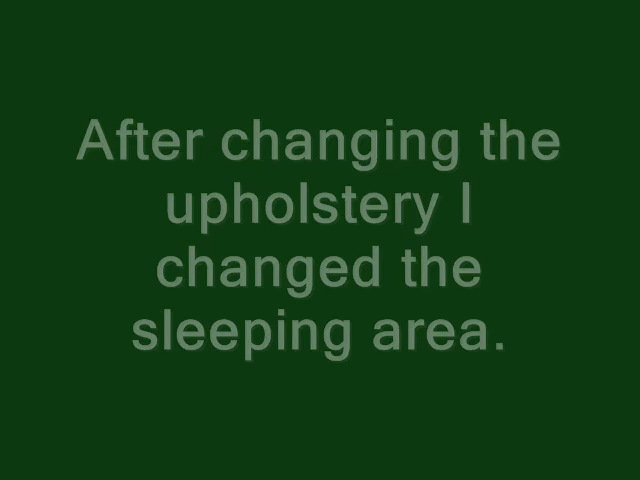 After changing the
upholstery I
changed the
sleeping area.